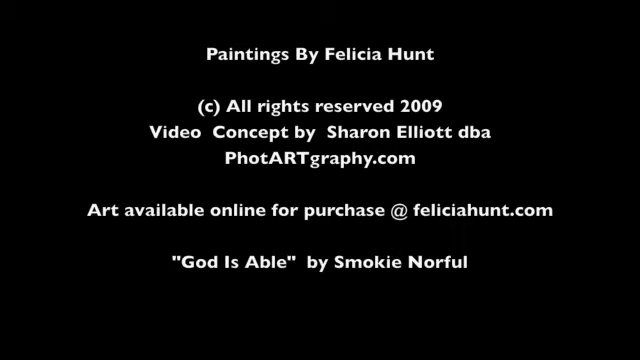 Paintings By Felicia Hunt
(c) All rights reserved 2009
Video Concept by Sharon Elliott dba
PhotARTgraphy.com
Art available online for purchase @ feliciahunt.com
"God Is Able" by Smokie Norful